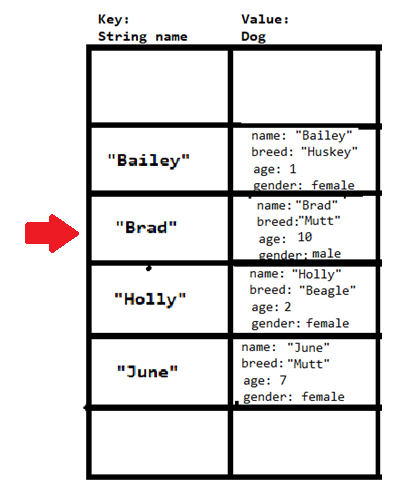 Key: Value:
String name Dog
"Bailey"
name: "Bailey"
breed: "Huskey"
age: 1
gender: female
"Brad"
name: "Brad"
breed: "Mutt"
age: 10
gender: male
"Holly"
name: "Holly"
breed: "Beagle"
age: 2
gender: female
"June"
name: "June"
breed: "Mutt"
age: 7
gender: female